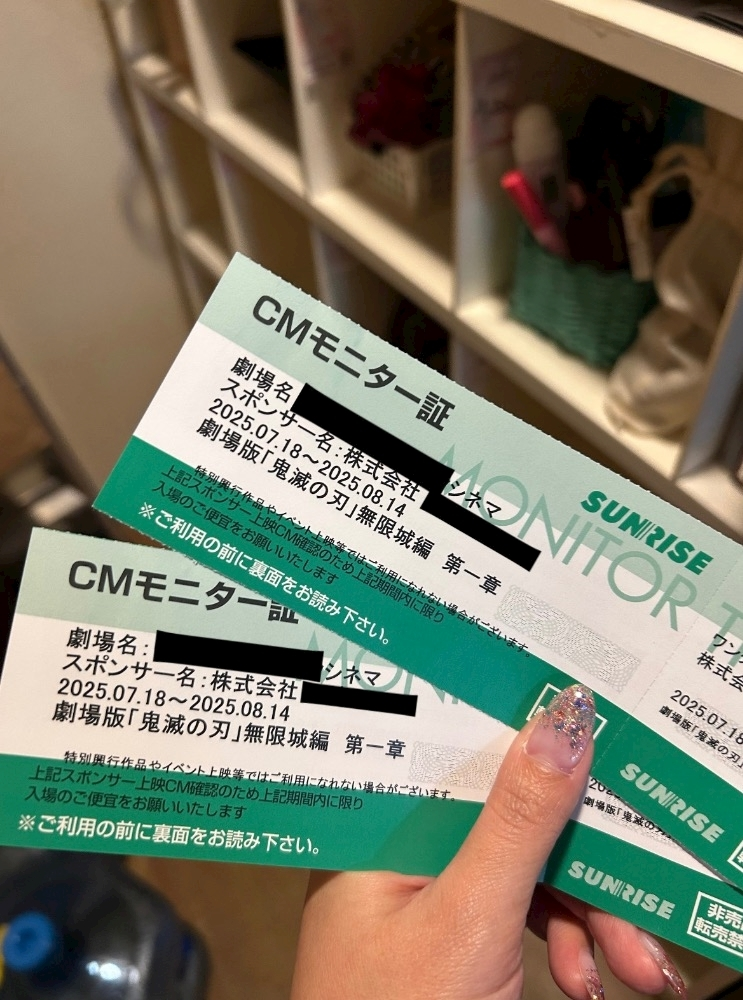 CMモニター証
劇場名
シネマ
スポンサー名:株式会社
2025.07.18〜2025.08.14
劇場版「鬼滅の刃」無限城編 第一章
特別興行作品やイベント上映等ではご利用になれない場合がございます。
上記スポンサー上映CM確認のため上記期間内に限り
入場のご便宜をお願いいたします
※ご利用の前に裏面をお読み下さい。
MONITOR
SUNRISE
株式会
2025.07.18
劇場版「鬼滅の刃」
SUNRISE
CMモニター証
劇場名:
シネマ
スポンサー名:株式会社
2025.07.18〜2025.08.14
劇場版「鬼滅の刃」無限城編 第一章
特別興行作品やイベント上映等ではご利用になれない場合がございます。
上記スポンサー上映CM確認のため上記期間内に限り
入場のご便宜をお願いいたします
※ご利用の前に裏面をお読み下さい。
SUNRISE
非売
転売禁